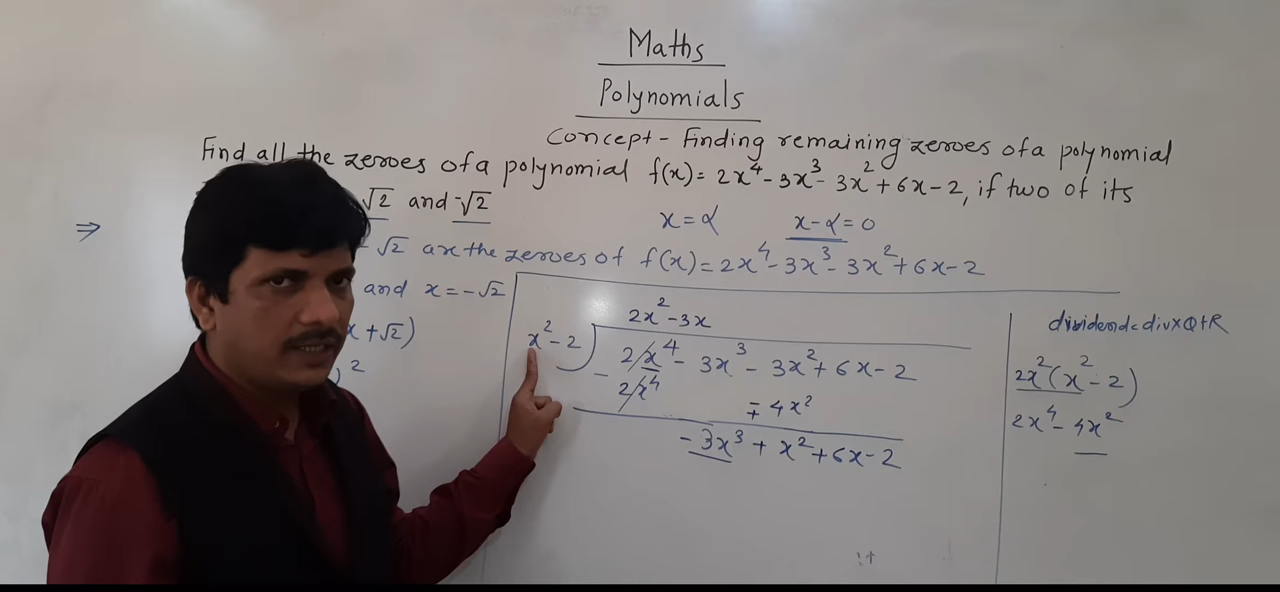 Maths
Polynomials
Concept - Finding remaining zeroes of a polynomial
Find all the zeroes of a polynomial f(x) = 2x⁴ - 3x³ - 3x² + 6x - 2, if two of its
√2 and -√2
x = α x - α = 0
⇒ √2 are the zeroes of f(x) = 2x⁴ - 3x³ - 3x² + 6x - 2
and x = -√2
x + √2)
) 2
2x² - 3x
x² - 2 ) 2x⁴ - 3x³ - 3x² + 6x - 2
- 2x⁴ ∓ 4x²
- 3x³ + x² + 6x - 2
dividend = div x Q + R
2x²(x² - 2)
2x⁴ - 4x²